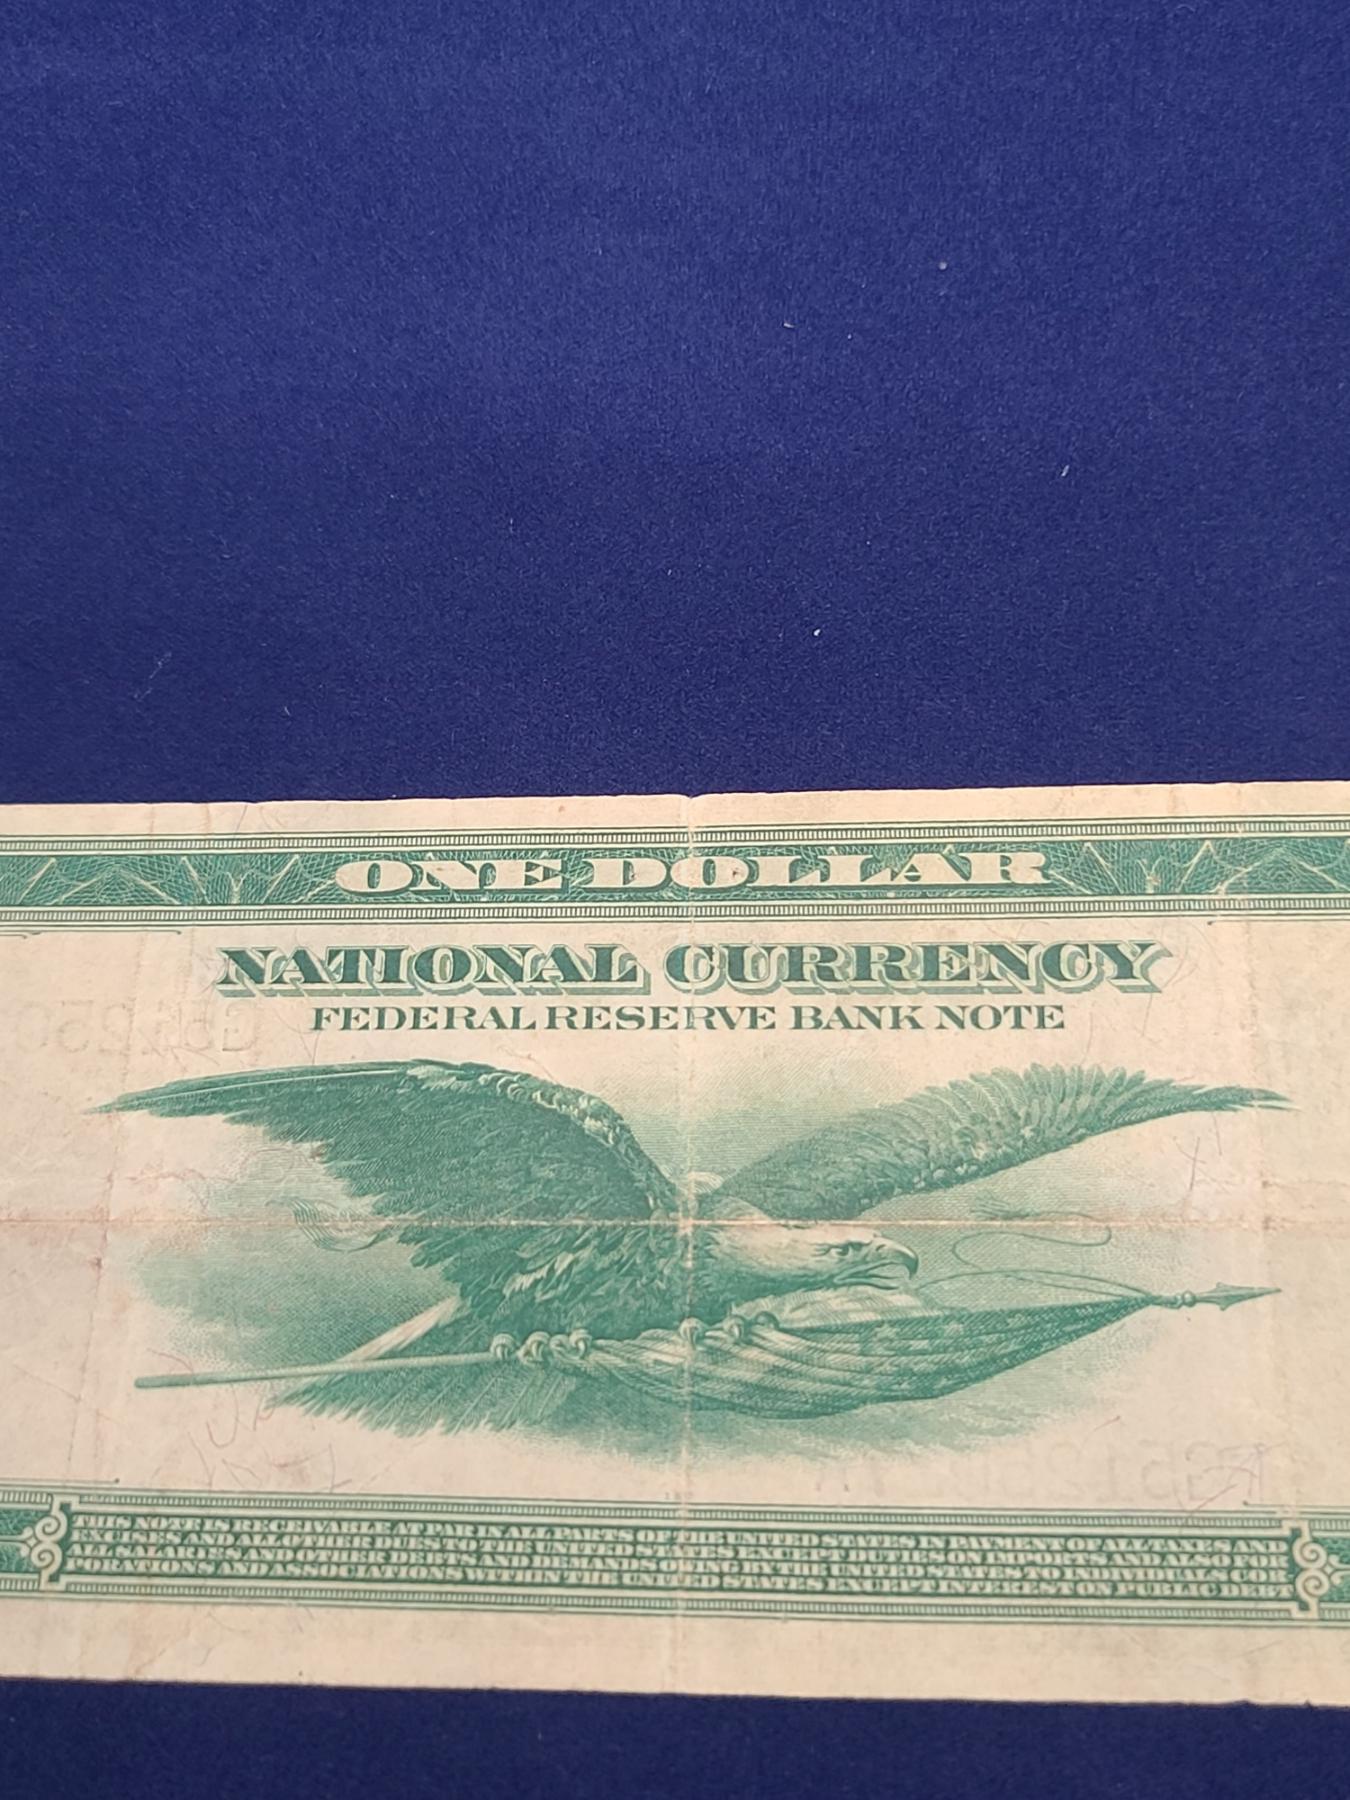 ONE DOLLAR
NATIONAL CURRENCY
FEDERAL RESERVE BANK NOTE
THIS NOTE IS RECEIVABLE AT PAR IN ALL PARTS OF THE UNITED STATES IN PAYMENT OF ALL TAXES AND
EXCISES AND ALL OTHER DUES TO THE UNITED STATES EXCEPT DUTIES ON IMPORTS AND ALSO FOR
ALL SALARIES AND OTHER DEBTS AND DEMANDS OWING BY THE UNITED STATES TO INDIVIDUALS COR
PORATIONS AND ASSOCIATIONS WITHIN THE UNITED STATES EXCEPT INTEREST ON PUBLIC DEBT